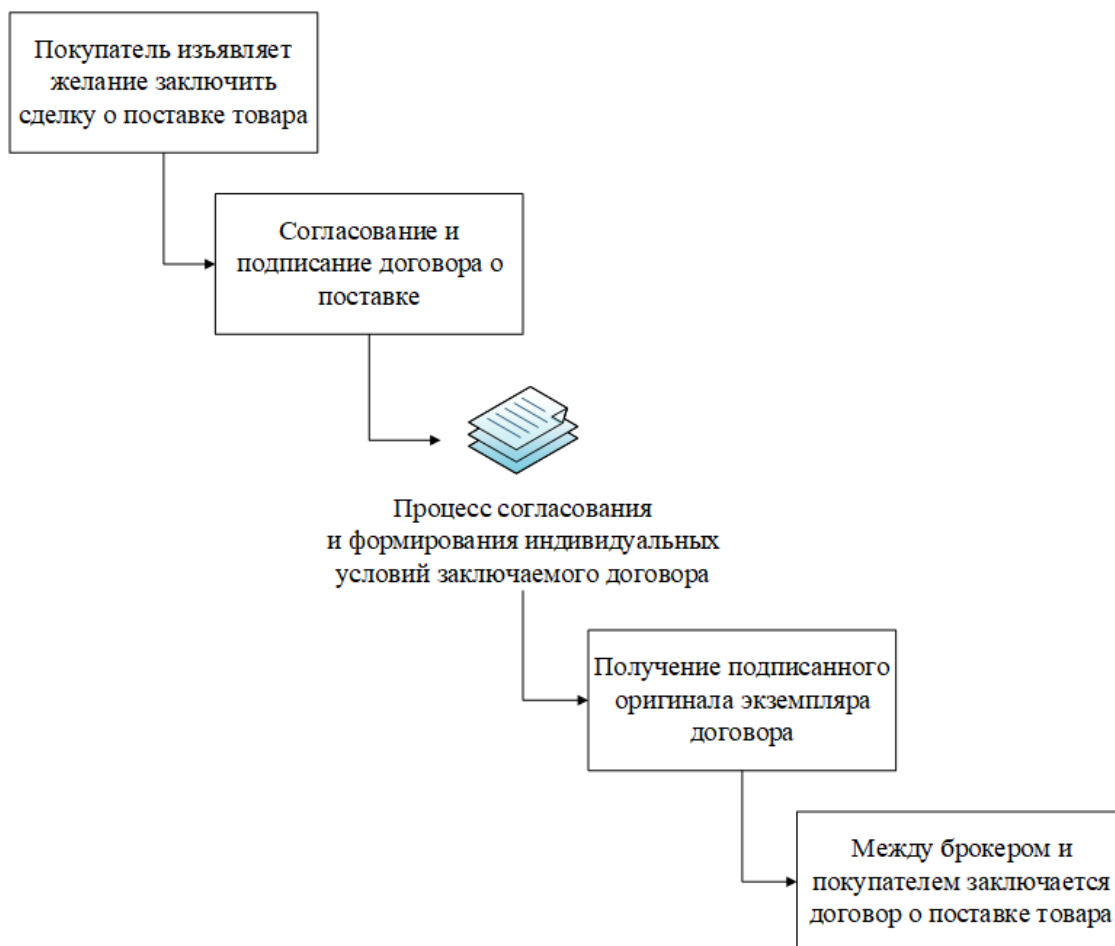 Покупатель изъявляет
желание заключить
сделку о поставке товара
Согласование и
подписание договора о
поставке
Процесс согласования
и формирования индивидуальных
условий заключаемого договора
Получение подписанного
оригинала экземпляра
договора
Между брокером и
покупателем заключается
договор о поставке товара